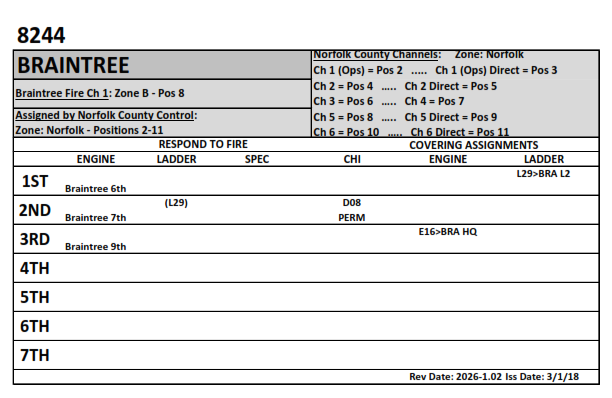 8244
BRAINTREE
Braintree Fire Ch 1: Zone B - Pos 8
Assigned by Norfolk County Control:
Zone: Norfolk - Positions 2-11
Norfolk County Channels: Zone: Norfolk
Ch 1 (Ops) = Pos 2 ..... Ch 1 (Ops) Direct = Pos 3
Ch 2 = Pos 4 ..... Ch 2 Direct = Pos 5
Ch 3 = Pos 6 ..... Ch 4 = Pos 7
Ch 5 = Pos 8 ..... Ch 5 Direct = Pos 9
Ch 6 = Pos 10 ..... Ch 6 Direct = Pos 11
RESPOND TO FIRE COVERING ASSIGNMENTS
ENGINE LADDER SPEC CHI ENGINE LADDER
1ST L29>BRA L2
Braintree 6th
2ND (L29) D08
Braintree 7th PERM
3RD E16>BRA HQ
Braintree 9th
4TH
5TH
6TH
7TH
Rev Date: 2026-1.02 Iss Date: 3/1/18